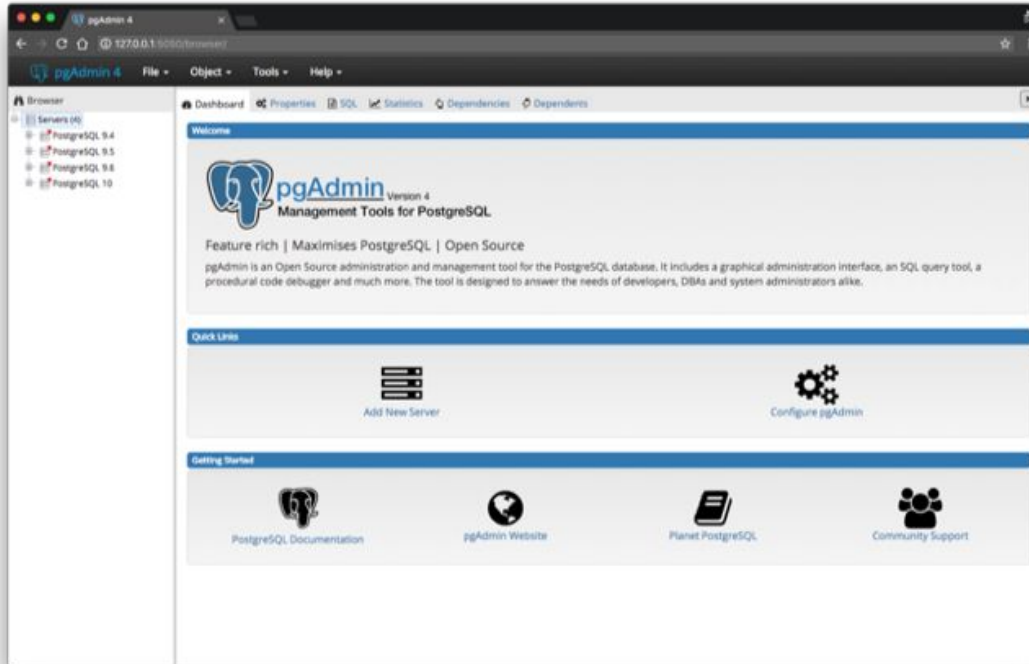 pgAdmin 4
127.0.0.1:5050/browser/
pgAdmin 4 File Object Tools Help
Browser
Servers (4)
PostgreSQL 9.4
PostgreSQL 9.5
PostgreSQL 9.6
PostgreSQL 10
Dashboard Properties SQL Statistics Dependencies Dependents
Welcome
pgAdmin Version 4
Management Tools for PostgreSQL
Feature rich | Maximises PostgreSQL | Open Source
pgAdmin is an Open Source administration and management tool for the PostgreSQL database. It includes a graphical administration interface, an SQL query tool, a
procedural code debugger and much more. The tool is designed to answer the needs of developers, DBAs and system administrators alike.
Quick Links
Add New Server Configure pgAdmin
Getting Started
PostgreSQL Documentation pgAdmin Website Planet PostgreSQL Community Support